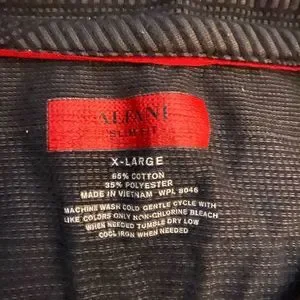 ALFANI
SLIM FIT
X-LARGE
65% COTTON
35% POLYESTER
MADE IN VIETNAM WPL 8046
MACHINE WASH COLD GENTLE CYCLE WITH
LIKE COLORS ONLY NON-CHLORINE BLEACH
WHEN NEEDED TUMBLE DRY LOW
COOL IRON WHEN NEEDED